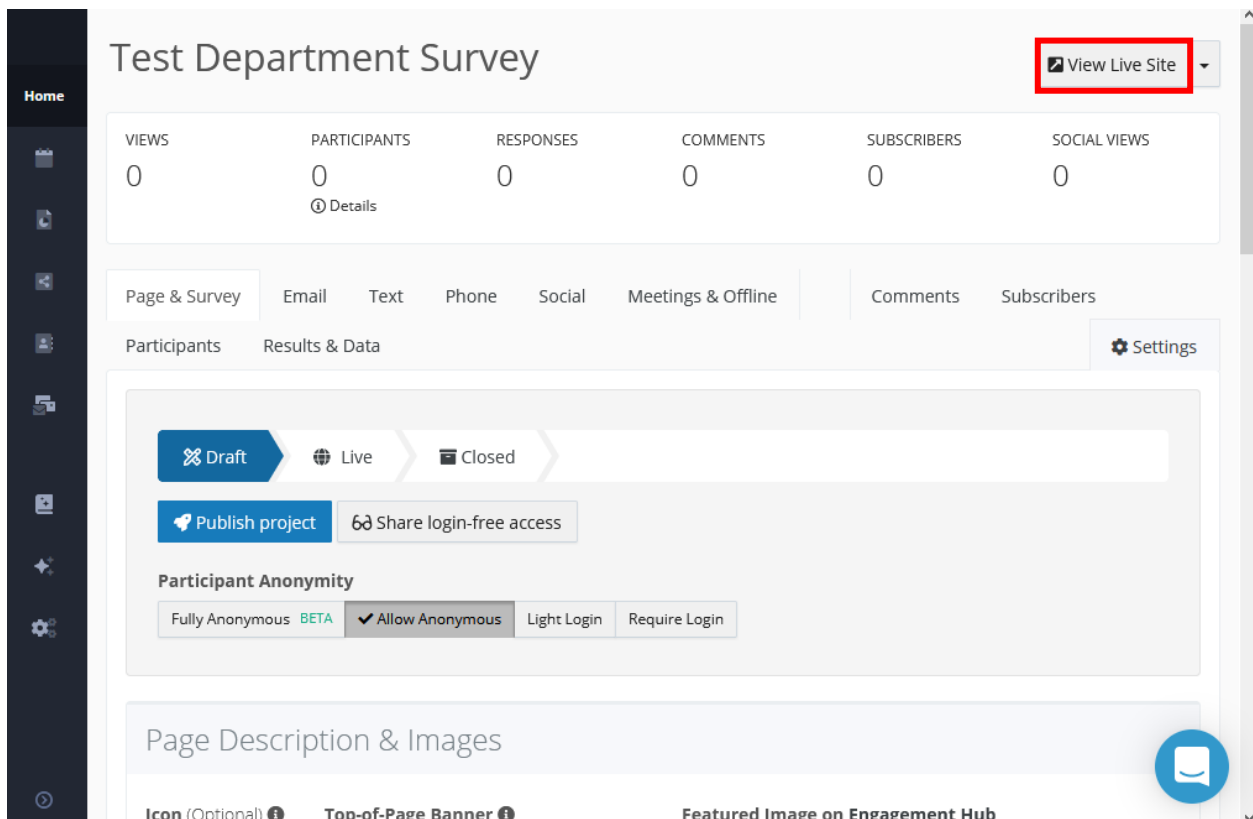 Test Department Survey
View Live Site
Home
VIEWS PARTICIPANTS RESPONSES COMMENTS SUBSCRIBERS SOCIAL VIEWS
0 0 0 0 0 0
Details
Page & Survey Email Text Phone Social Meetings & Offline Comments Subscribers
Participants Results & Data Settings
Draft Live Closed
Publish project Share login-free access
Participant Anonymity
Fully Anonymous BETA Allow Anonymous Light Login Require Login
Page Description & Images
Icon (Optional) Top-of-Page Banner Featured Image on Engagement Hub